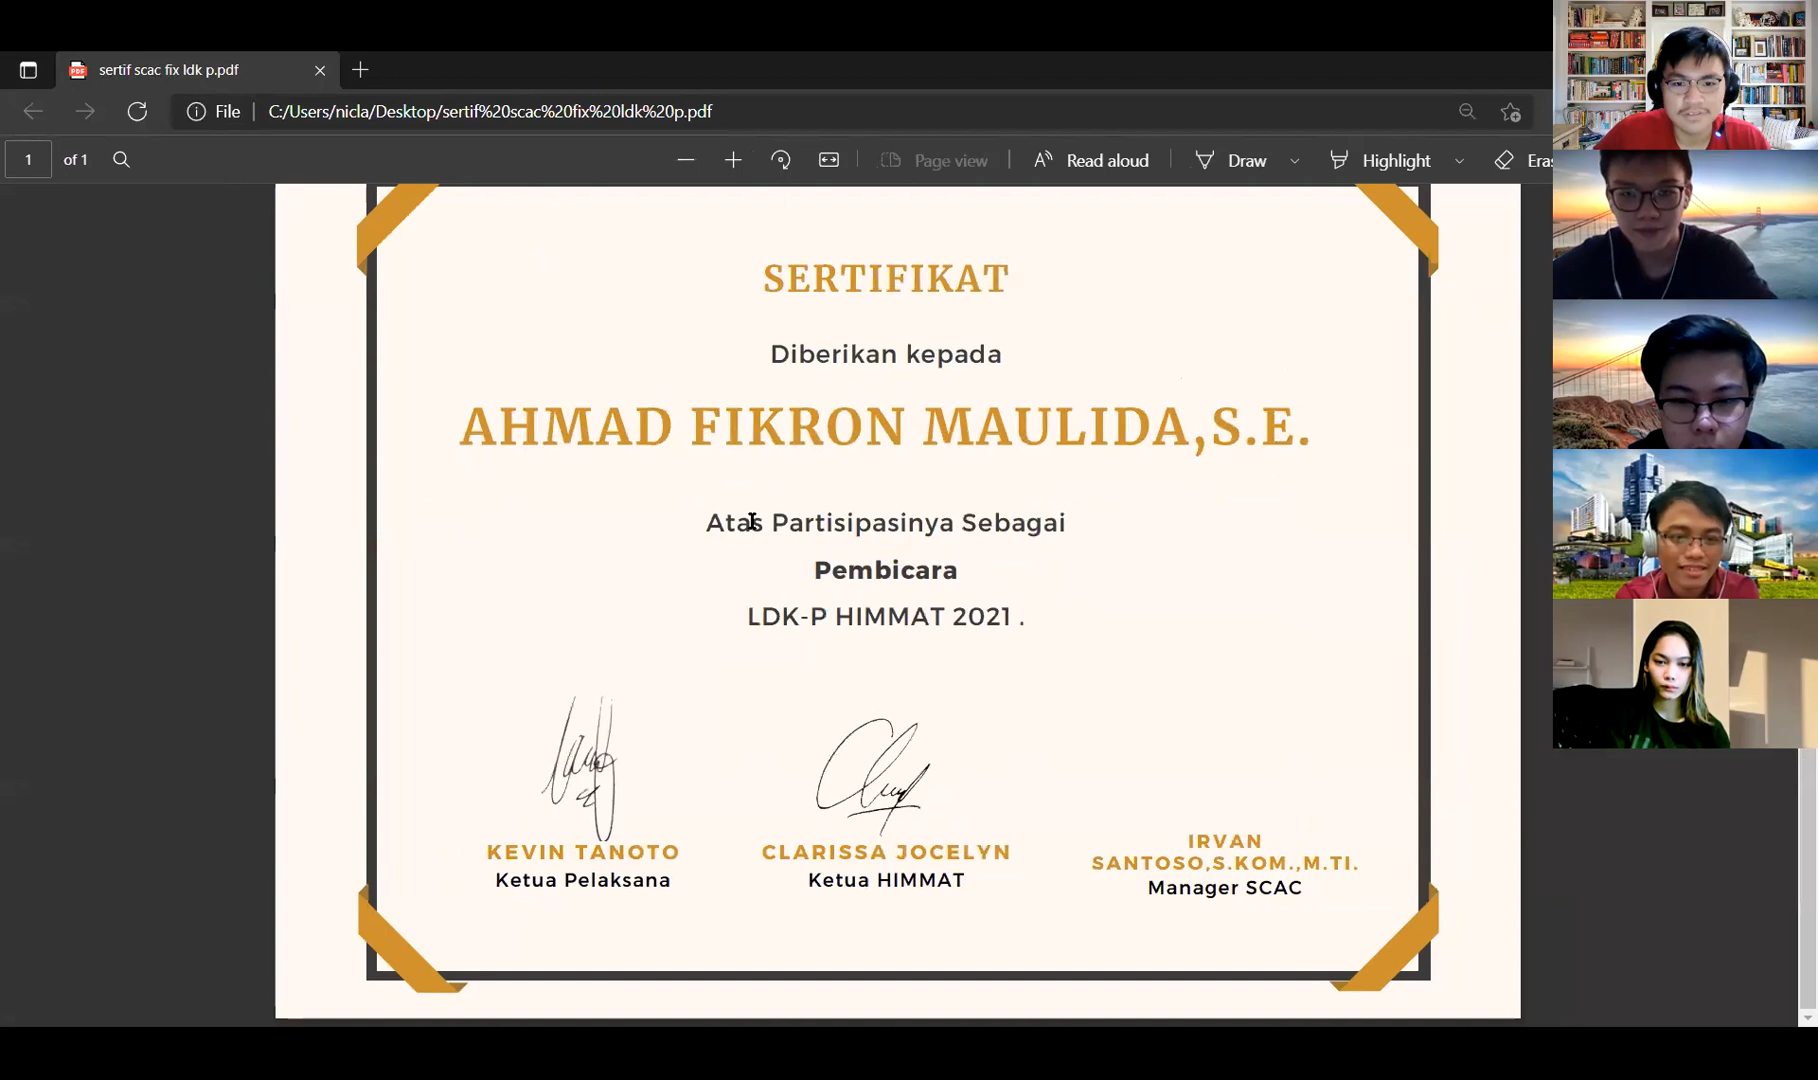 sertif scac fix ldk p.pdf
File
C:/Users/nicla/Desktop/sertif%20scac%20fix%20ldk%20p.pdf
1 of 1
Page view
Read aloud
Draw
Highlight
Eras
SERTIFIKAT
Diberikan kepada
AHMAD FIKRON MAULIDA,S.E.
Atas Partisipasinya Sebagai
Pembicara
LDK-P HIMMAT 2021 .
KEVIN TANOTO
Ketua Pelaksana
CLARISSA JOCELYN
Ketua HIMMAT
IRVAN
SANTOSO,S.KOM.,M.TI.
Manager SCAC